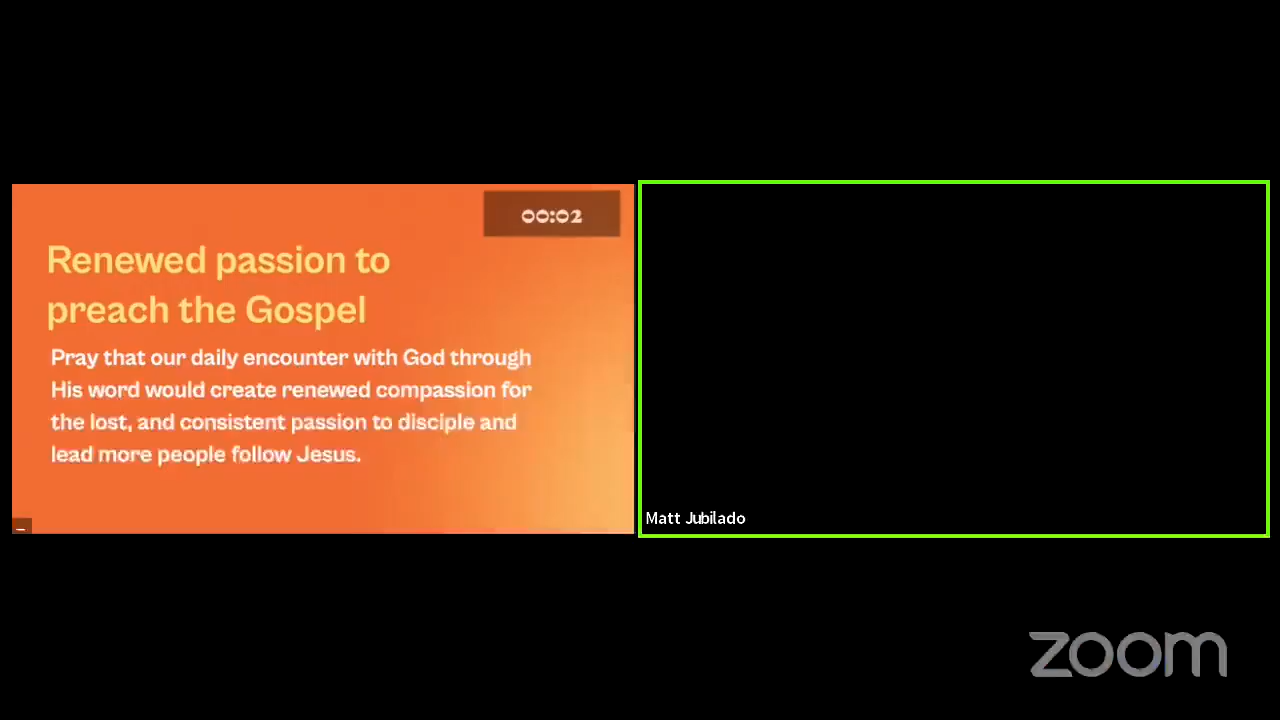 00:02
Renewed passion to
preach the Gospel
Pray that our daily encounter with God through
His word would create renewed compassion for
the lost, and consistent passion to disciple and
lead more people follow Jesus.
Matt Jubilado
zoom